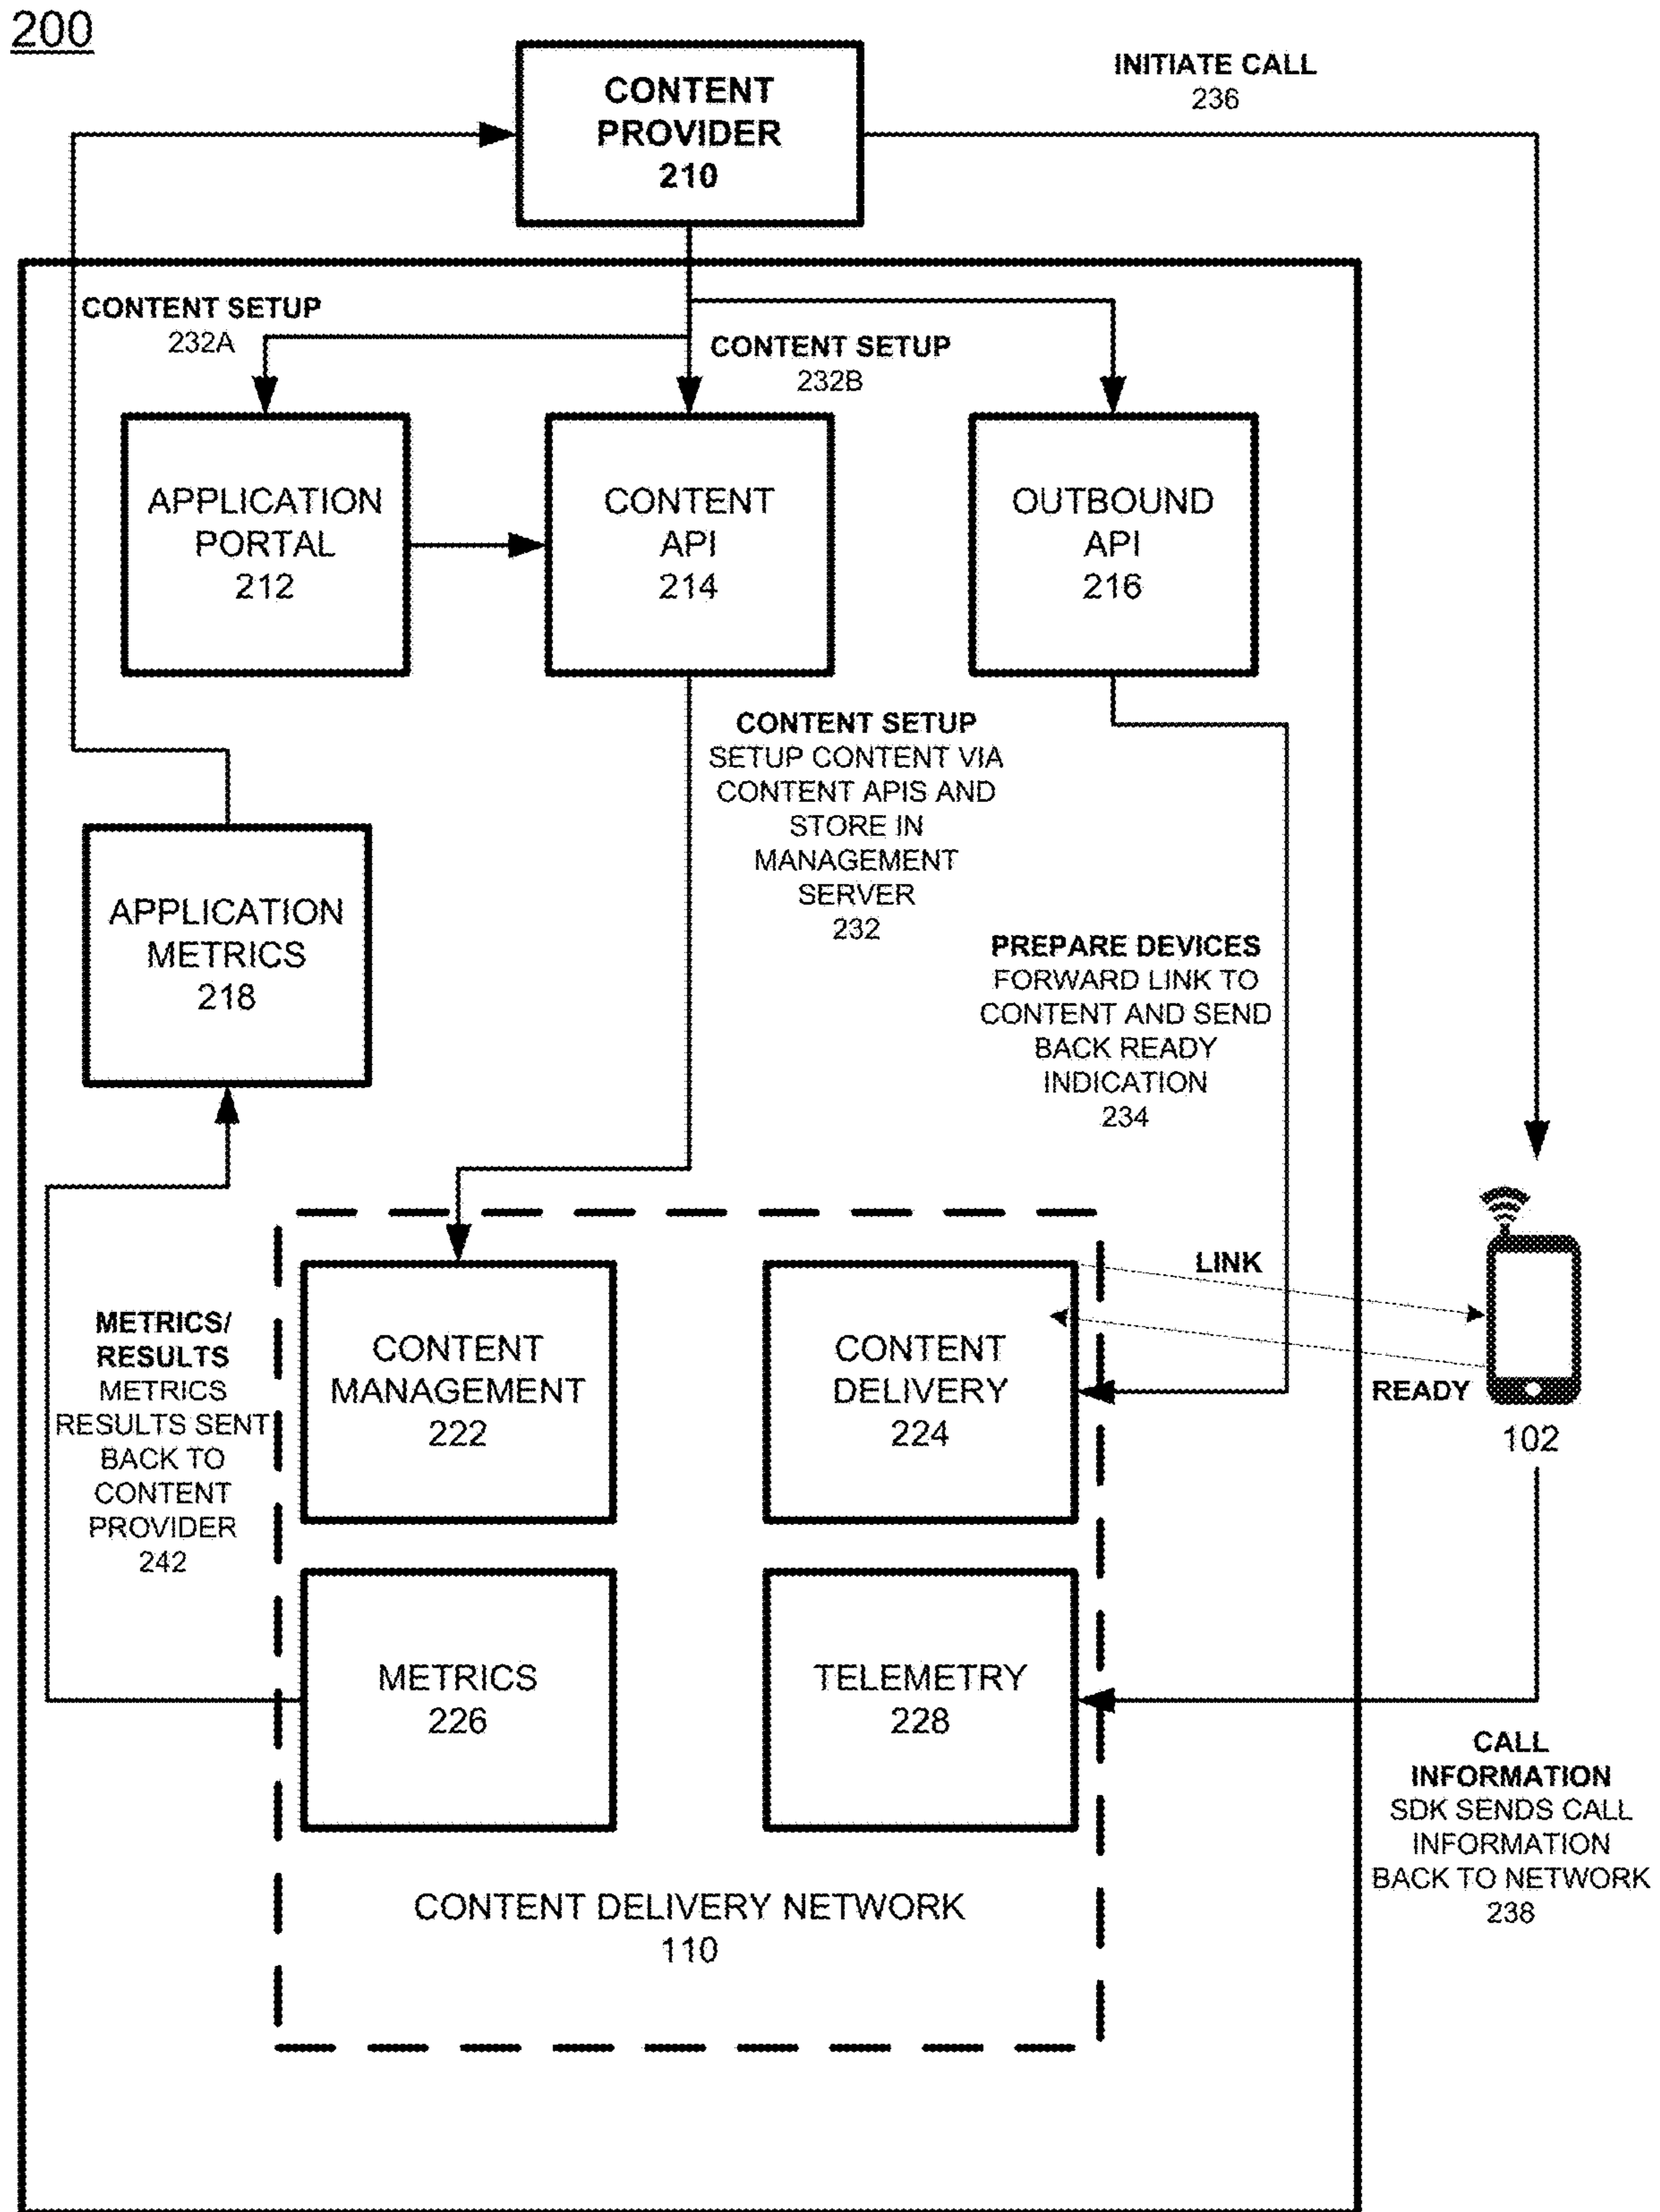 200
CONTENT
PROVIDER
210
INITIATE CALL
236
CONTENT SETUP
232A
CONTENT SETUP
232B
APPLICATION
PORTAL
212
CONTENT
API
214
OUTBOUND
API
216
CONTENT SETUP
SETUP CONTENT VIA
CONTENT APIS AND
STORE IN
MANAGEMENT
SERVER
232
APPLICATION
METRICS
218
PREPARE DEVICES
FORWARD LINK TO
CONTENT AND SEND
BACK READY
INDICATION
234
LINK
READY
102
METRICS/
RESULTS
METRICS
RESULTS SENT
BACK TO
CONTENT
PROVIDER
242
CONTENT
MANAGEMENT
222
CONTENT
DELIVERY
224
METRICS
226
TELEMETRY
228
CALL
INFORMATION
SDK SENDS CALL
INFORMATION
BACK TO NETWORK
238
CONTENT DELIVERY NETWORK
110